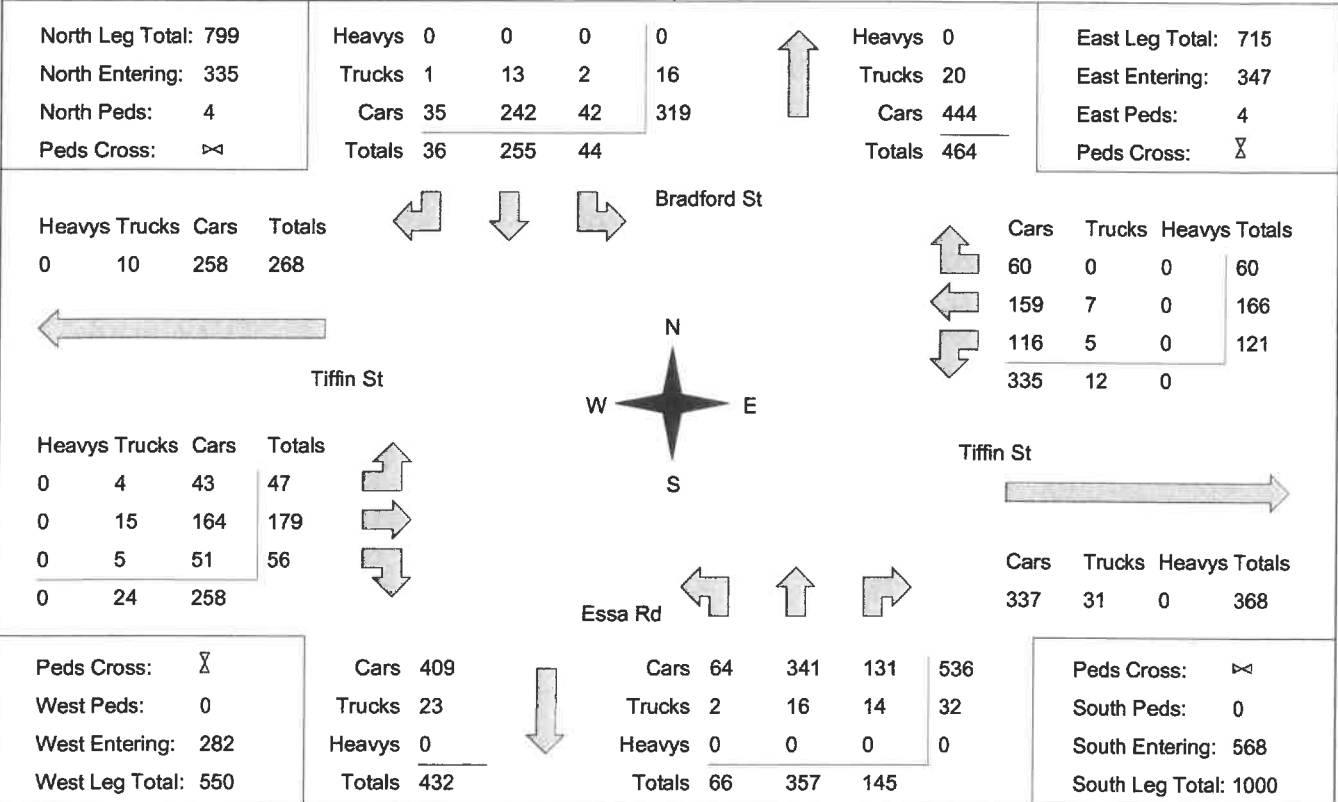 North Leg Total: 799
North Entering: 335
North Peds: 4
Peds Cross: ⋈
Heavys 0 0 0 0
Trucks 1 13 2 16
Cars 35 242 42 319
Totals 36 255 44
Heavys 0
Trucks 20
Cars 444
Totals 464
East Leg Total: 715
East Entering: 347
East Peds: 4
Peds Cross: ⧖
Bradford St
Heavys Trucks Cars Totals
0 10 258 268
Cars Trucks Heavys Totals
60 0 0 60
159 7 0 166
116 5 0 121
335 12 0
Tiffin St
N
W E
S
Heavys Trucks Cars Totals
0 4 43 47
0 15 164 179
0 5 51 56
0 24 258
Tiffin St
Cars Trucks Heavys Totals
337 31 0 368
Essa Rd
Peds Cross: ⧖
West Peds: 0
West Entering: 282
West Leg Total: 550
Cars 409
Trucks 23
Heavys 0
Totals 432
Cars 64 341 131 536
Trucks 2 16 14 32
Heavys 0 0 0 0
Totals 66 357 145
Peds Cross: ⋈
South Peds: 0
South Entering: 568
South Leg Total: 1000